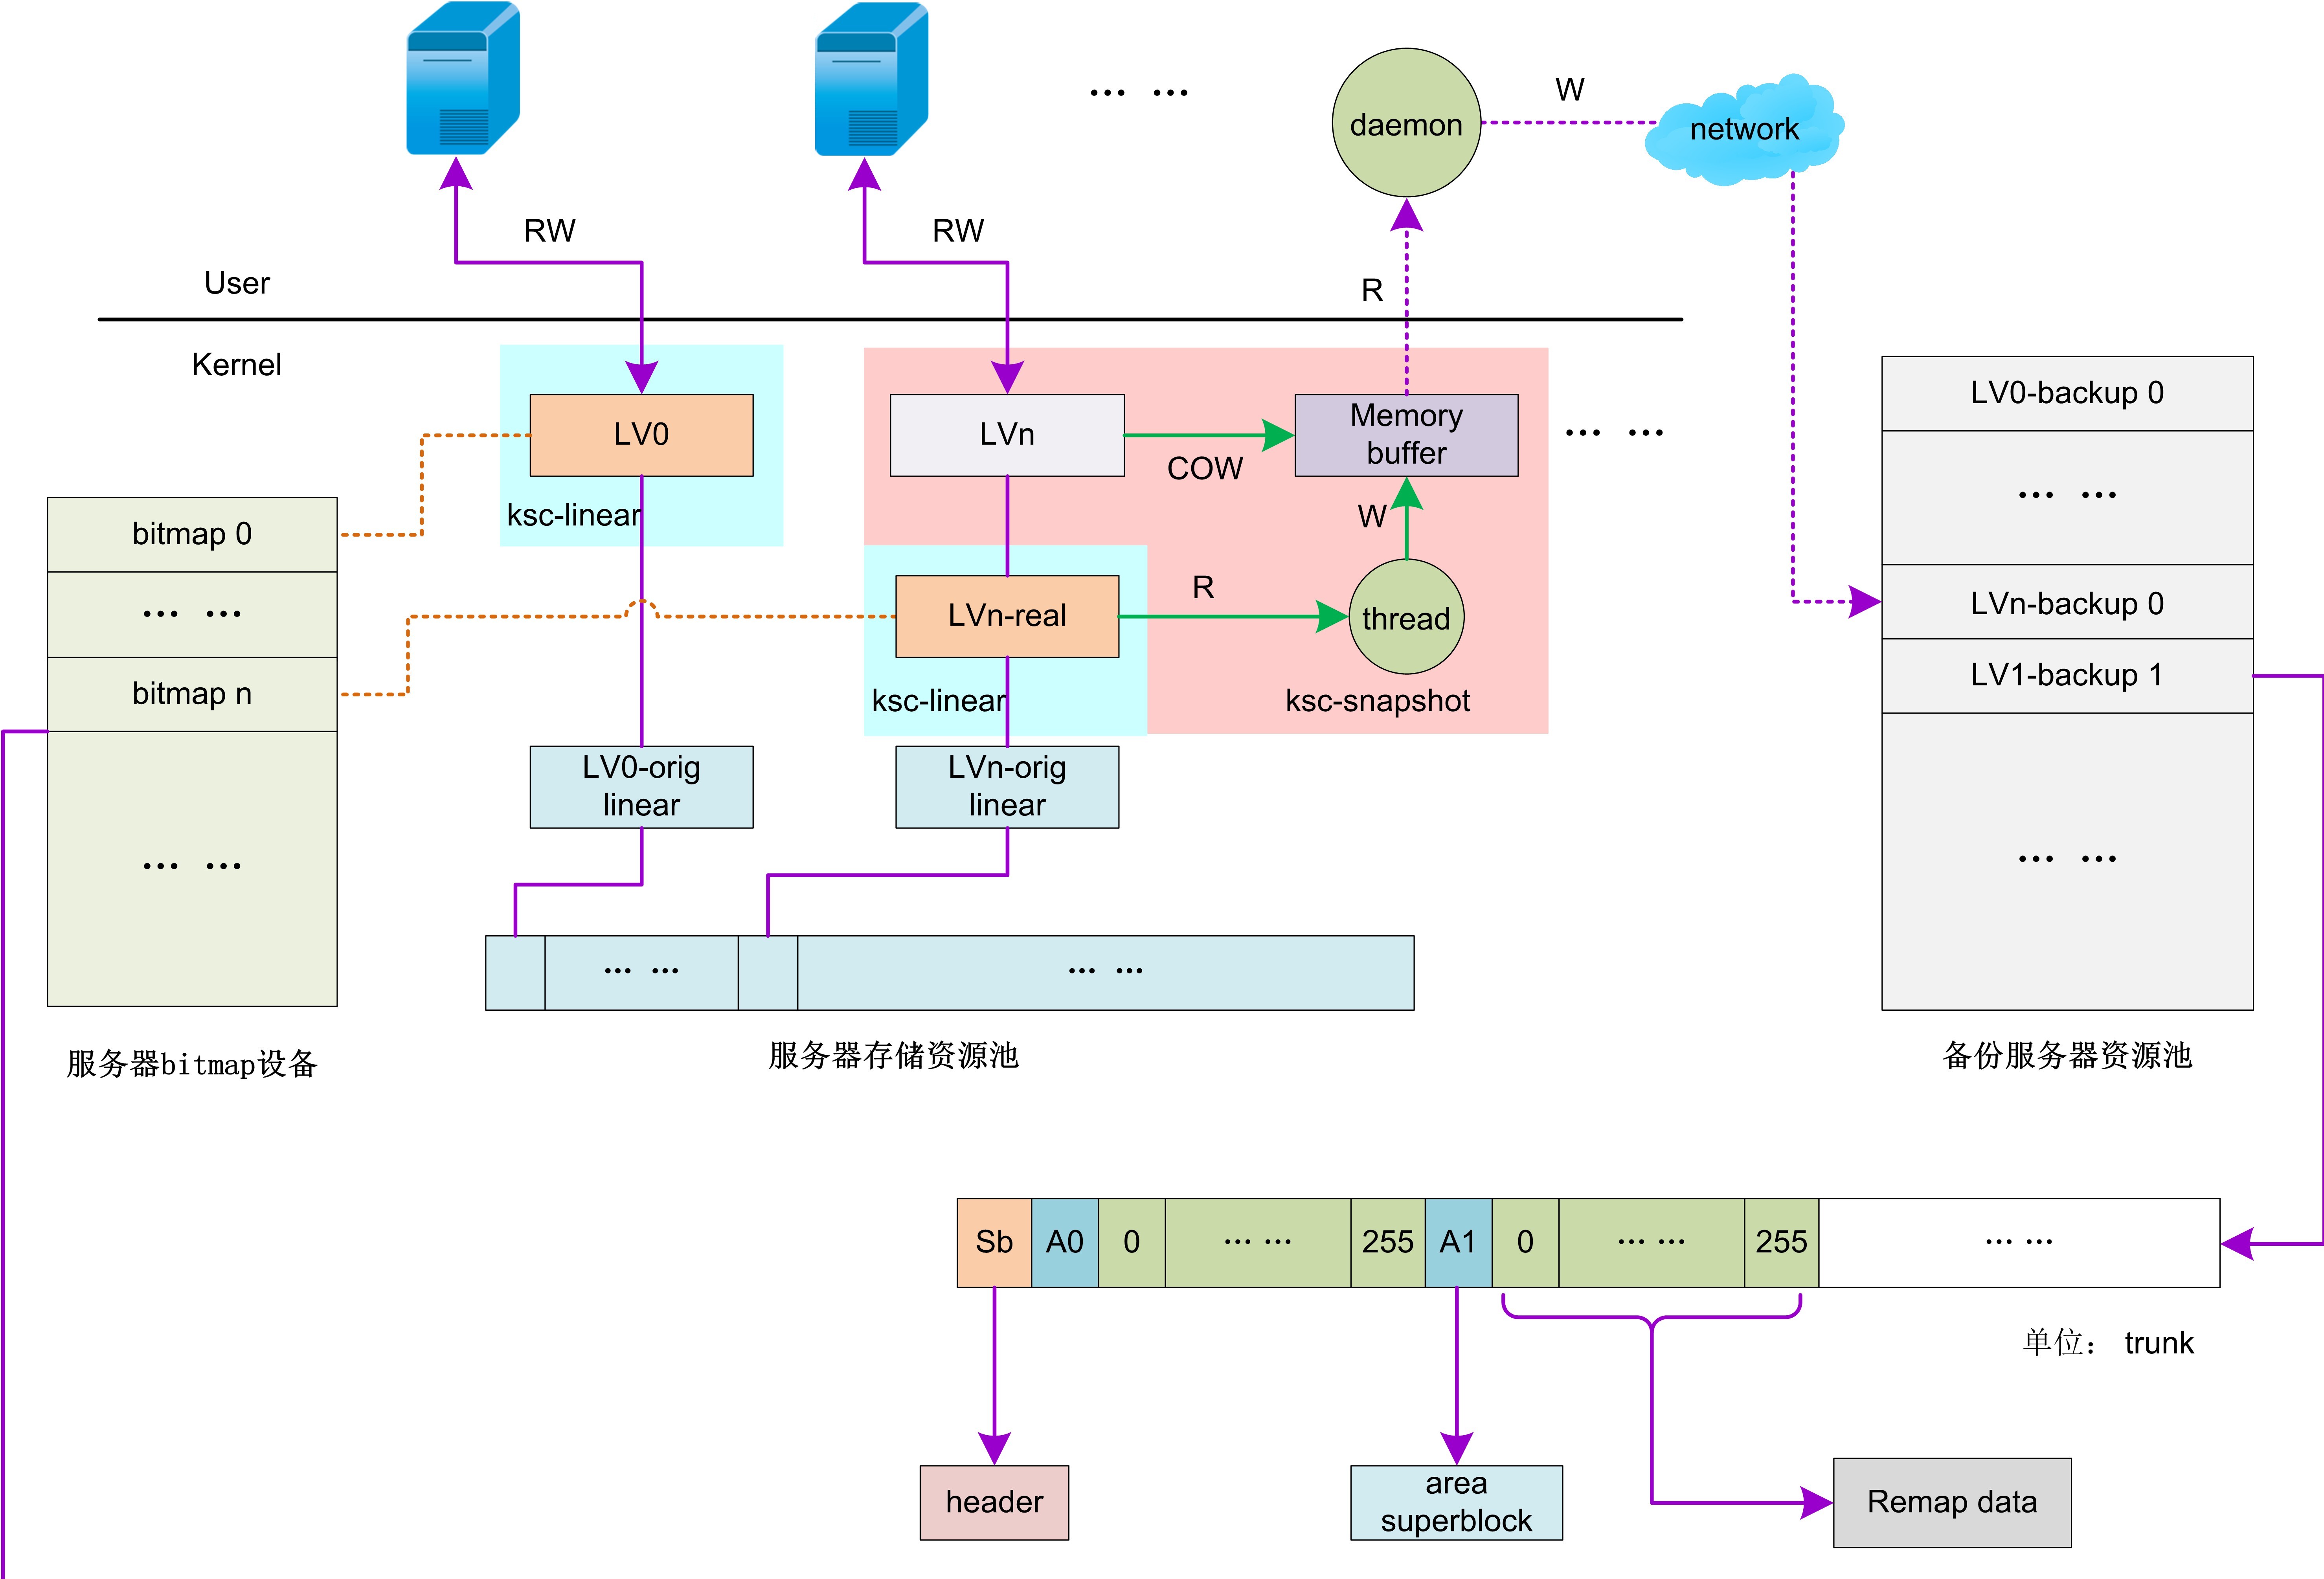 daemon
W
network
… …
RW
RW
User
R
Kernel
LV0
LVn
Memory
buffer
… …
COW
ksc-linear
W
LV0-backup 0
… …
LVn-backup 0
LV1-backup 1
… …
bitmap 0
… …
bitmap n
… …
LVn-real
R
thread
ksc-linear
ksc-snapshot
LV0-orig
linear
LVn-orig
linear
… …
… …
服务器bitmap设备
服务器存储资源池
备份服务器资源池
Sb
A0
0
… …
255
A1
0
… …
255
… …
单位： trunk
header
area
superblock
Remap data